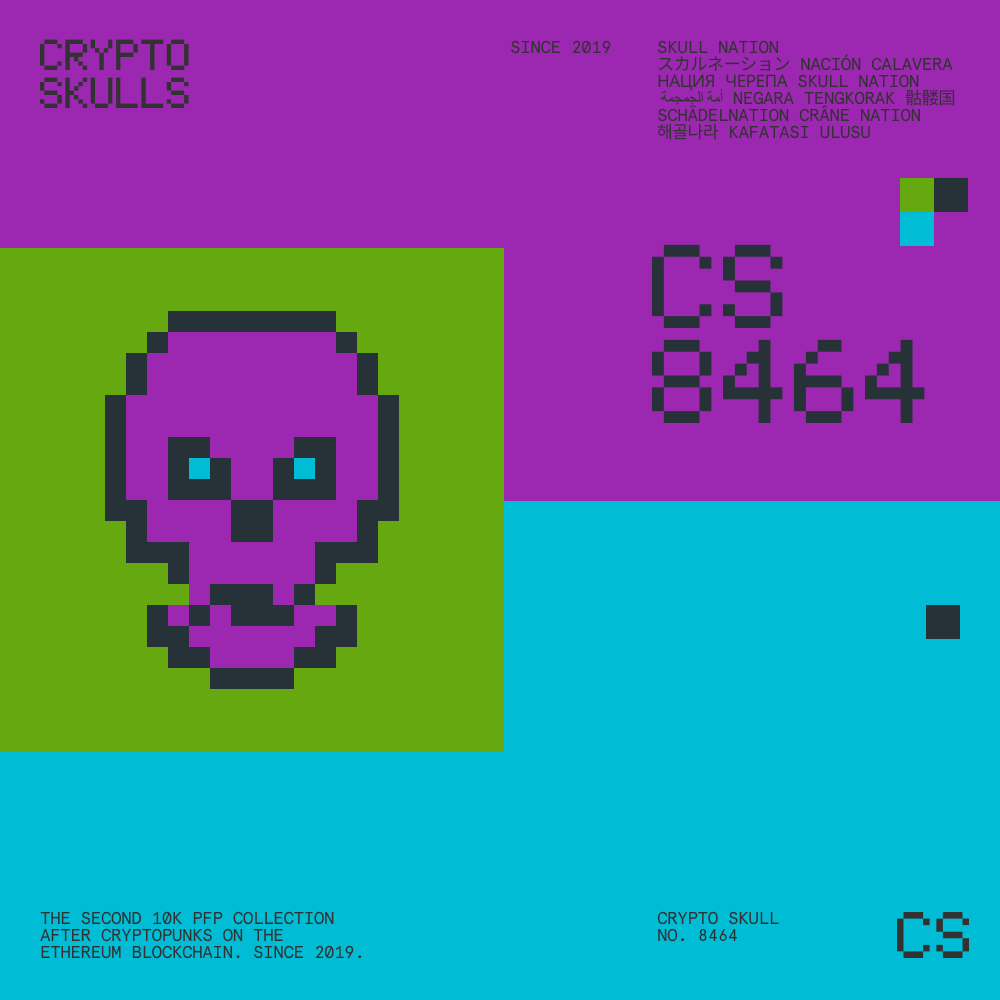 CRYPTO
SKULLS
SINCE 2019
SKULL NATION
スカルネーション NACIÓN CALAVERA
НАЦИЯ ЧЕРЕПА SKULL NATION
أمة الجمجمة NEGARA TENGKORAK 骷髅国
SCHÄDELNATION CRÂNE NATION
해골나라 KAFATASI ULUSU
CS
8464
THE SECOND 10K PFP COLLECTION
AFTER CRYPTOPUNKS ON THE
ETHEREUM BLOCKCHAIN. SINCE 2019.
CRYPTO SKULL
NO. 8464
CS